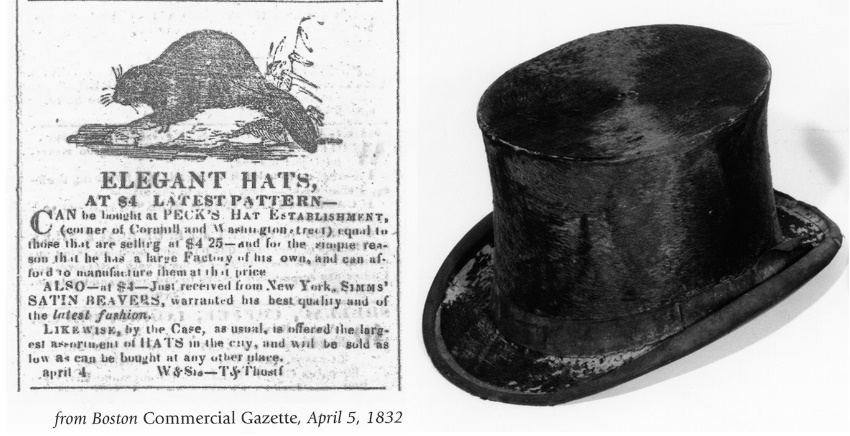 ELEGANT HATS,
AT $4 LATEST PATTERN—
CAN be bought at PECK'S HAT ESTABLISHMENT,
(corner of Cornhill and Washington-street) equal to
those that are selling at $4 25—and for the simple rea-
son that he has a large Factory of his own, and can af-
ford to manufacture them at that price
ALSO—at $4—Just received from New York, SIMMS'
SATIN BEAVERS, warranted his best quality and of
the latest fashion.
LIKEWISE, by the Case, as usual, is offered the larg-
est assortment of HATS in the city, and will be sold as
low as can be bought at any other place.
april 4
from Boston Commercial Gazette, April 5, 1832